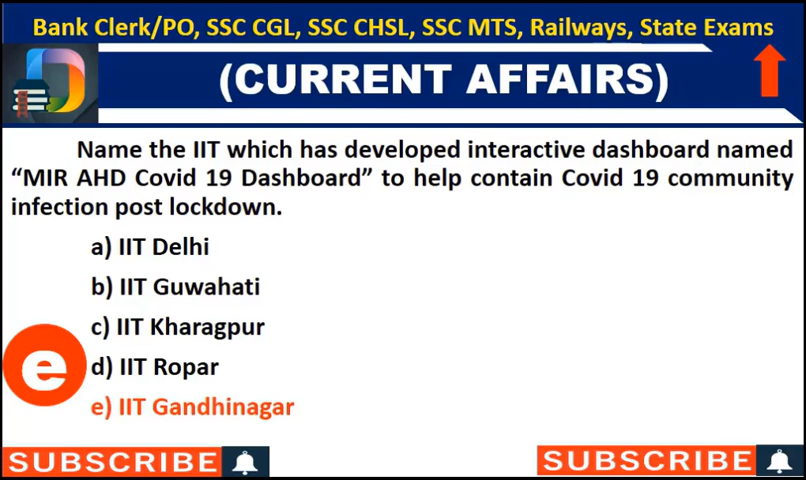 Bank Clerk/PO, SSC CGL, SSC CHSL, SSC MTS, Railways, State Exams
(CURRENT AFFAIRS)
Name the IIT which has developed interactive dashboard named
“MIR AHD Covid 19 Dashboard” to help contain Covid 19 community
infection post lockdown.
a) IIT Delhi
b) IIT Guwahati
c) IIT Kharagpur
e
d) IIT Ropar
e) IIT Gandhinagar
SUBSCRIBE
SUBSCRIBE